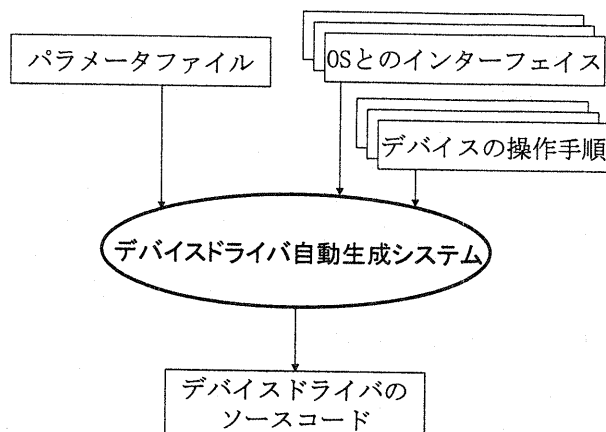 パラメータファイル
OSとのインターフェイス
デバイスの操作手順
デバイスドライバ自動生成システム
デバイスドライバの
ソースコード